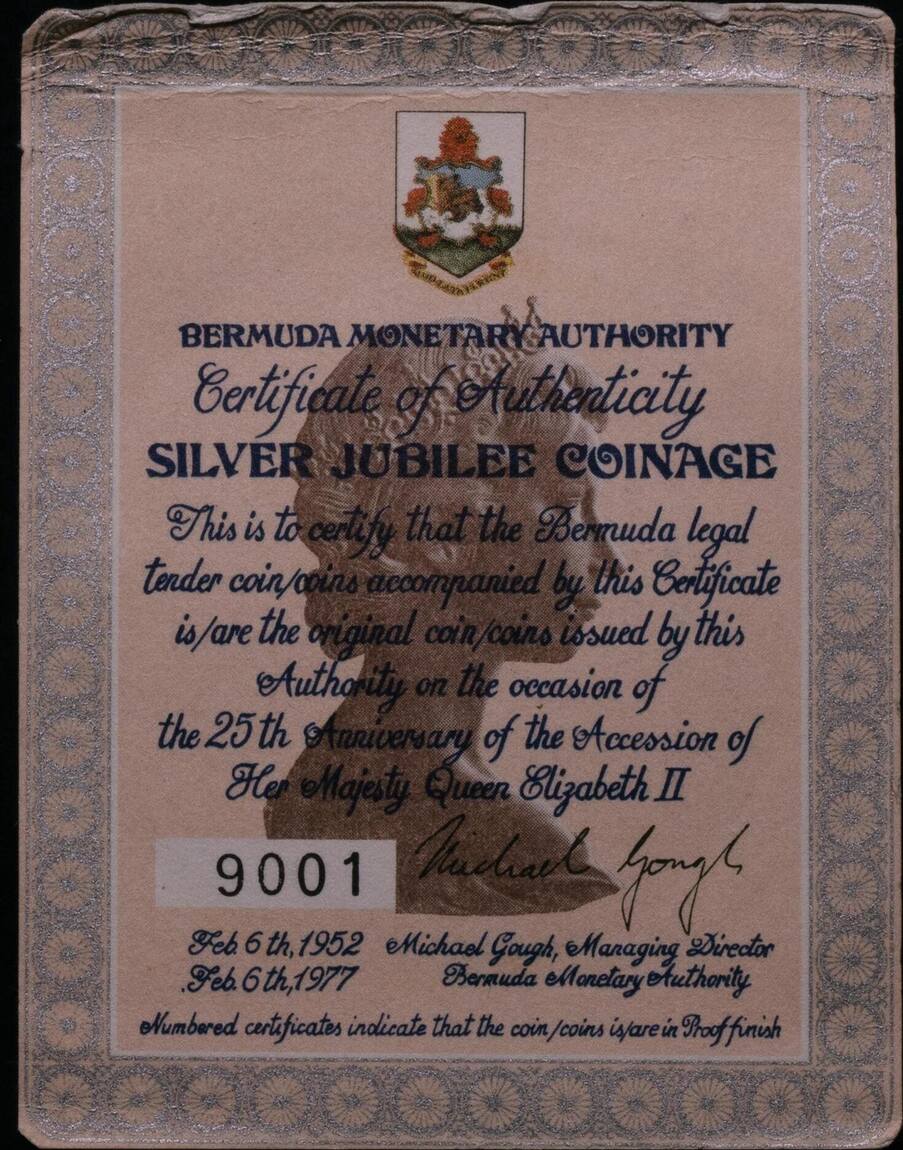 BERMUDA MONETARY AUTHORITY
Certificate of Authenticity
SILVER JUBILEE COINAGE
This is to certify that the Bermuda legal
tender coin/coins accompanied by this Certificate
is/are the original coin/coins issued by this
Authority on the occasion of
the 25th Anniversary of the Accession of
Her Majesty Queen Elizabeth II
9001 Michael Gough
Feb. 6th, 1952 Michael Gough, Managing Director
Feb. 6th, 1977 Bermuda Monetary Authority
Numbered certificates indicate that the coin/coins is/are in Proof finish